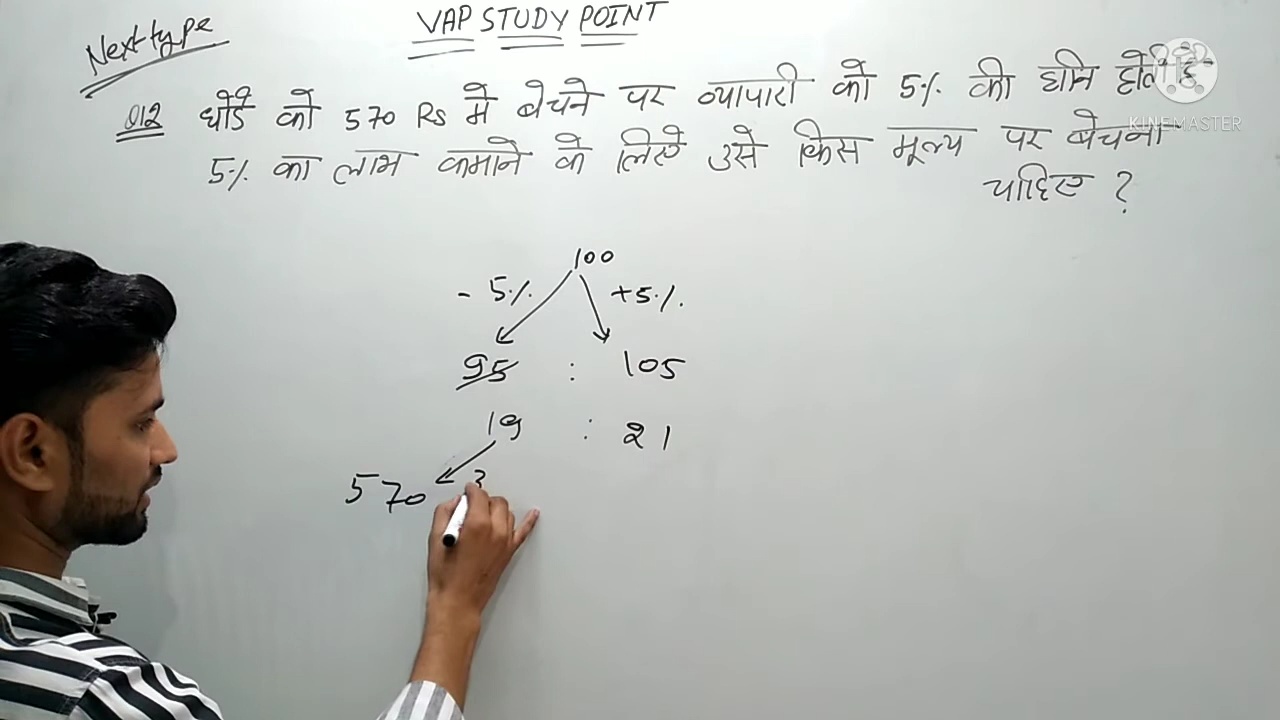 VAP STUDY POINT
Next type
Q12 घोडे को 570 Rs मे बेचने पर व्यापारी को 5% की हानि होती है
5% का लाभ कमाने के लिए उसे किस मूल्य पर बेचना
चाहिए ?
KINEMASTER
100
- 5% +5%
95 : 105
19 : 21
570